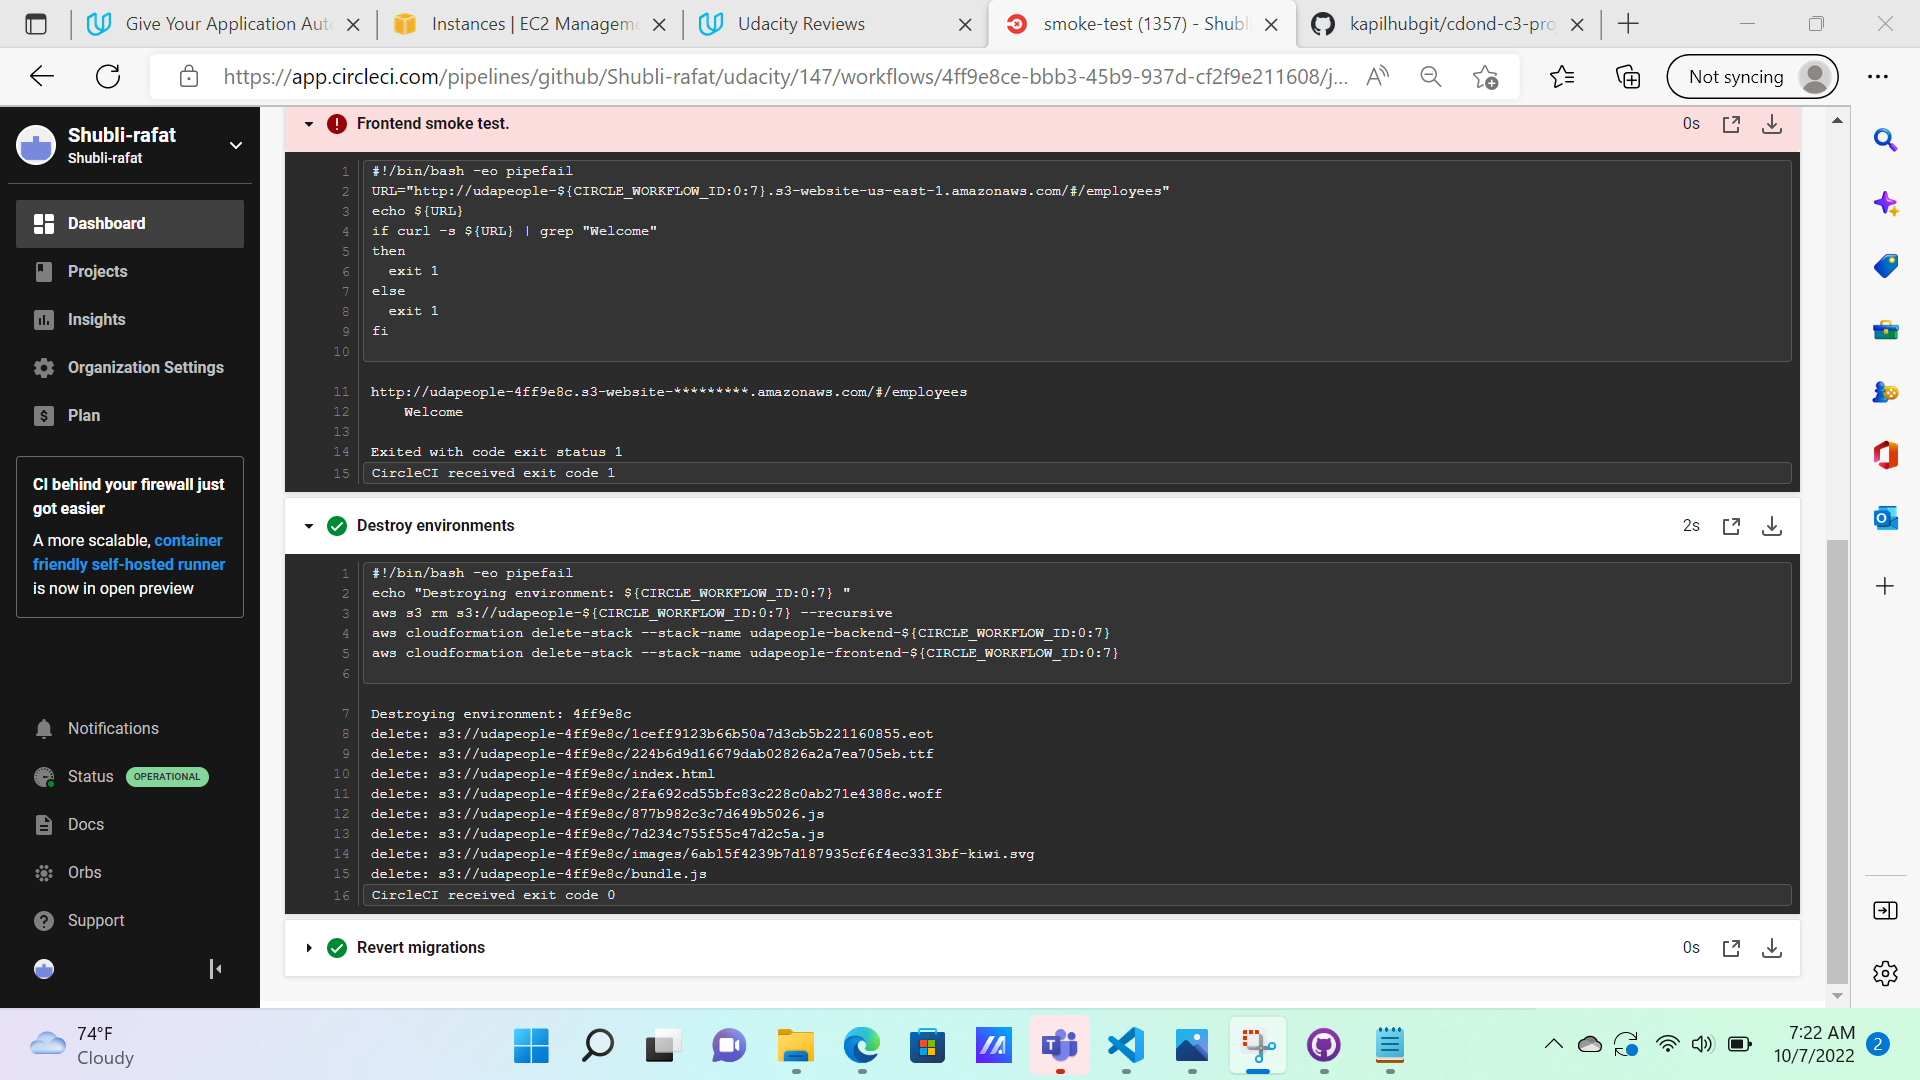 Give Your Application Aut
Instances | EC2 Managem
Udacity Reviews
smoke-test (1357) - Shubl
kapilhubgit/cdond-c3-pro
https://app.circleci.com/pipelines/github/Shubli-rafat/udacity/147/workflows/4ff9e8ce-bbb3-45b9-937d-cf2f9e211608/j...
Not syncing
Shubli-rafat
Shubli-rafat
Dashboard
Projects
Insights
Organization Settings
Plan
CI behind your firewall just
got easier
A more scalable, container
friendly self-hosted runner
is now in open preview
Notifications
Status OPERATIONAL
Docs
Orbs
Support
Frontend smoke test.
0s
1 #!/bin/bash -eo pipefail
2 URL="http://udapeople-${CIRCLE_WORKFLOW_ID:0:7}.s3-website-us-east-1.amazonaws.com/#/employees"
3 echo ${URL}
4 if curl -s ${URL} | grep "Welcome"
5 then
6 exit 1
7 else
8 exit 1
9 fi
10
11 http://udapeople-4ff9e8c.s3-website-*********.amazonaws.com/#/employees
12 Welcome
13
14 Exited with code exit status 1
15 CircleCI received exit code 1
Destroy environments
2s
1 #!/bin/bash -eo pipefail
2 echo "Destroying environment: ${CIRCLE_WORKFLOW_ID:0:7} "
3 aws s3 rm s3://udapeople-${CIRCLE_WORKFLOW_ID:0:7} --recursive
4 aws cloudformation delete-stack --stack-name udapeople-backend-${CIRCLE_WORKFLOW_ID:0:7}
5 aws cloudformation delete-stack --stack-name udapeople-frontend-${CIRCLE_WORKFLOW_ID:0:7}
6
7 Destroying environment: 4ff9e8c
8 delete: s3://udapeople-4ff9e8c/1ceff9123b66b50a7d3cb5b221160855.eot
9 delete: s3://udapeople-4ff9e8c/224b6d9d16679dab02826a2a7ea705eb.ttf
10 delete: s3://udapeople-4ff9e8c/index.html
11 delete: s3://udapeople-4ff9e8c/2fa692cd55bfc83c228c0ab271e4388c.woff
12 delete: s3://udapeople-4ff9e8c/877b982c3c7d649b5026.js
13 delete: s3://udapeople-4ff9e8c/7d234c755f55c47d2c5a.js
14 delete: s3://udapeople-4ff9e8c/images/6ab15f4239b7d187935cf6f4ec3313bf-kiwi.svg
15 delete: s3://udapeople-4ff9e8c/bundle.js
16 CircleCI received exit code 0
Revert migrations
0s
74°F
Cloudy
7:22 AM
10/7/2022
2